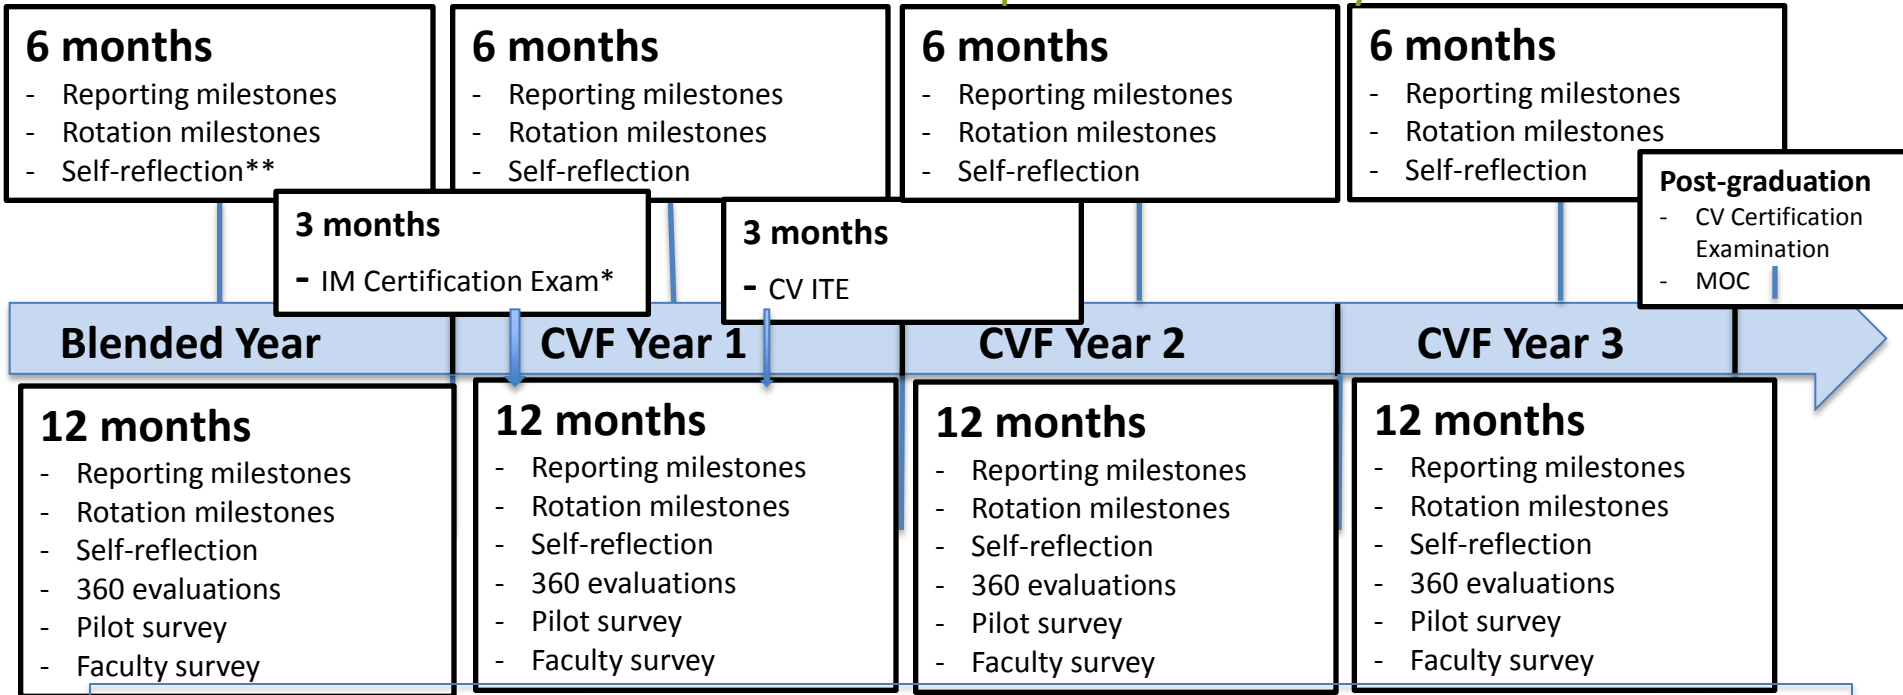 6 months
- Reporting milestones
- Rotation milestones
- Self-reflection**
6 months
- Reporting milestones
- Rotation milestones
- Self-reflection
6 months
- Reporting milestones
- Rotation milestones
- Self-reflection
6 months
- Reporting milestones
- Rotation milestones
- Self-reflection
3 months
- IM Certification Exam*
3 months
- CV ITE
Post-graduation
- CV Certification
Examination
- MOC
Blended Year
CVF Year 1
CVF Year 2
CVF Year 3
12 months
- Reporting milestones
- Rotation milestones
- Self-reflection
- 360 evaluations
- Pilot survey
- Faculty survey
12 months
- Reporting milestones
- Rotation milestones
- Self-reflection
- 360 evaluations
- Pilot survey
- Faculty survey
12 months
- Reporting milestones
- Rotation milestones
- Self-reflection
- 360 evaluations
- Pilot survey
- Faculty survey
12 months
- Reporting milestones
- Rotation milestones
- Self-reflection
- 360 evaluations
- Pilot survey
- Faculty survey